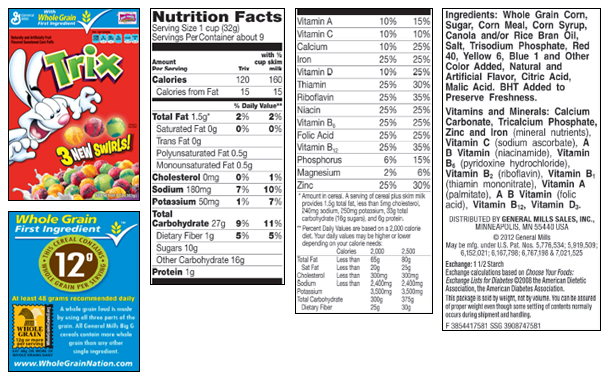 With
Whole Grain
First Ingredient
General Mills
Naturally and Artificially Fruit
Flavored Sweetened Corn Puffs
Trix
3 NEW SWIRLS!
Whole Grain
First Ingredient
THIS CEREAL CONTAINS
12g
WHOLE GRAIN PER SERVING
At least 48 grams recommended daily
WHOLE
GRAIN
12g or more
per serving
EAT 48g OR MORE OF
WHOLE GRAINS DAILY
A whole grain food is made
by using all three parts of the
grain. All General Mills Big G
cereals contain more whole
grain than any other
single ingredient.
www.WholeGrainNation.com
Nutrition Facts
Serving Size 1 cup (32g)
Servings Per Container about 9
Amount Per Serving Trix with ½ cup skim milk
Calories 120 160
Calories from Fat 15 15
% Daily Value**
Total Fat 1.5g* 2% 2%
Saturated Fat 0g 0% 0%
Trans Fat 0g
Polyunsaturated Fat 0.5g
Monounsaturated Fat 0.5g
Cholesterol 0mg 0% 1%
Sodium 180mg 7% 10%
Potassium 50mg 1% 7%
Total
Carbohydrate 27g 9% 11%
Dietary Fiber 1g 5% 5%
Sugars 10g
Other Carbohydrate 16g
Protein 1g
Vitamin A 10% 15%
Vitamin C 10% 10%
Calcium 10% 25%
Iron 25% 25%
Vitamin D 10% 25%
Thiamin 25% 30%
Riboflavin 25% 35%
Niacin 25% 25%
Vitamin B6 25% 25%
Folic Acid 25% 25%
Vitamin B12 25% 35%
Phosphorus 6% 15%
Magnesium 2% 6%
Zinc 25% 30%
* Amount in cereal. A serving of cereal plus skim milk
provides 1.5g total fat, less than 5mg cholesterol,
240mg sodium, 250mg potassium, 33g total
carbohydrate (16g sugars), and 6g protein.
** Percent Daily Values are based on a 2,000 calorie
diet. Your daily values may be higher or lower
depending on your calorie needs:
Calories 2,000 2,500
Total Fat Less than 65g 80g
Sat Fat Less than 20g 25g
Cholesterol Less than 300mg 300mg
Sodium Less than 2,400mg 2,400mg
Potassium 3,500mg 3,500mg
Total Carbohydrate 300g 375g
Dietary Fiber 25g 30g
Ingredients: Whole Grain Corn,
Sugar, Corn Meal, Corn Syrup,
Canola and/or Rice Bran Oil,
Salt, Trisodium Phosphate, Red
40, Yellow 6, Blue 1 and Other
Color Added, Natural and
Artificial Flavor, Citric Acid,
Malic Acid. BHT Added to
Preserve Freshness.
Vitamins and Minerals: Calcium
Carbonate, Tricalcium Phosphate,
Zinc and Iron (mineral nutrients),
Vitamin C (sodium ascorbate), A
B Vitamin (niacinamide), Vitamin
B6 (pyridoxine hydrochloride),
Vitamin B2 (riboflavin), Vitamin B1
(thiamin mononitrate), Vitamin A
(palmitate), A B Vitamin (folic
acid), Vitamin B12, Vitamin D3.
DISTRIBUTED BY GENERAL MILLS SALES, INC.,
MINNEAPOLIS, MN 55440 USA
© 2012 General Mills
May be mfg. under U.S. Pat. Nos. 5,776,534; 5,919,509;
6,152,021; 6,167,798; 6,767,198 & 7,021,525
Exchange: 1 1/2 Starch
Exchange calculations based on Choose Your Foods:
Exchange Lists for Diabetes ©2008 the American Dietetic
Association, the American Diabetes Association.
This package is sold by weight, not by volume. You can be assured
of proper weight even though some settling of contents normally
occurs during shipment and handling.
F 3854417581 SSG 3908747581